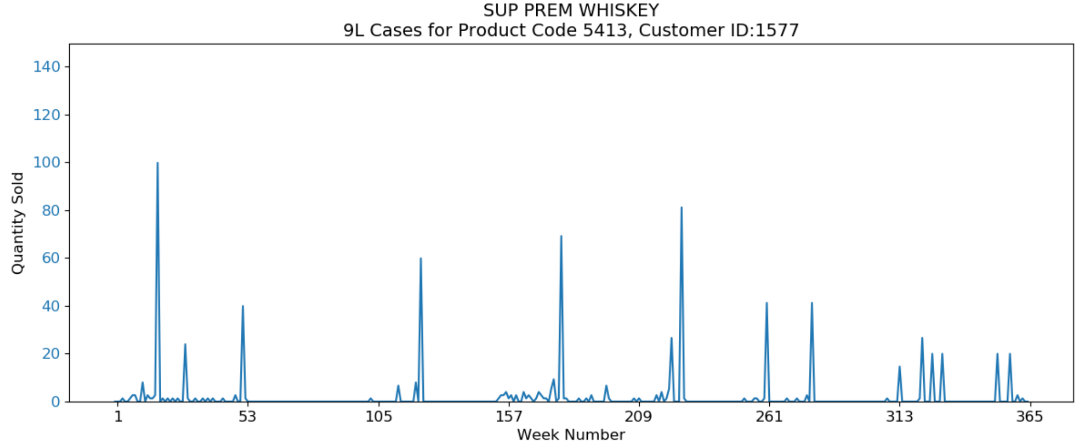 SUP PREM WHISKEY
9L Cases for Product Code 5413, Customer ID:1577
140
120
100
80
60
40
20
0
Quantity Sold
1 53 105 157 209 261 313 365
Week Number